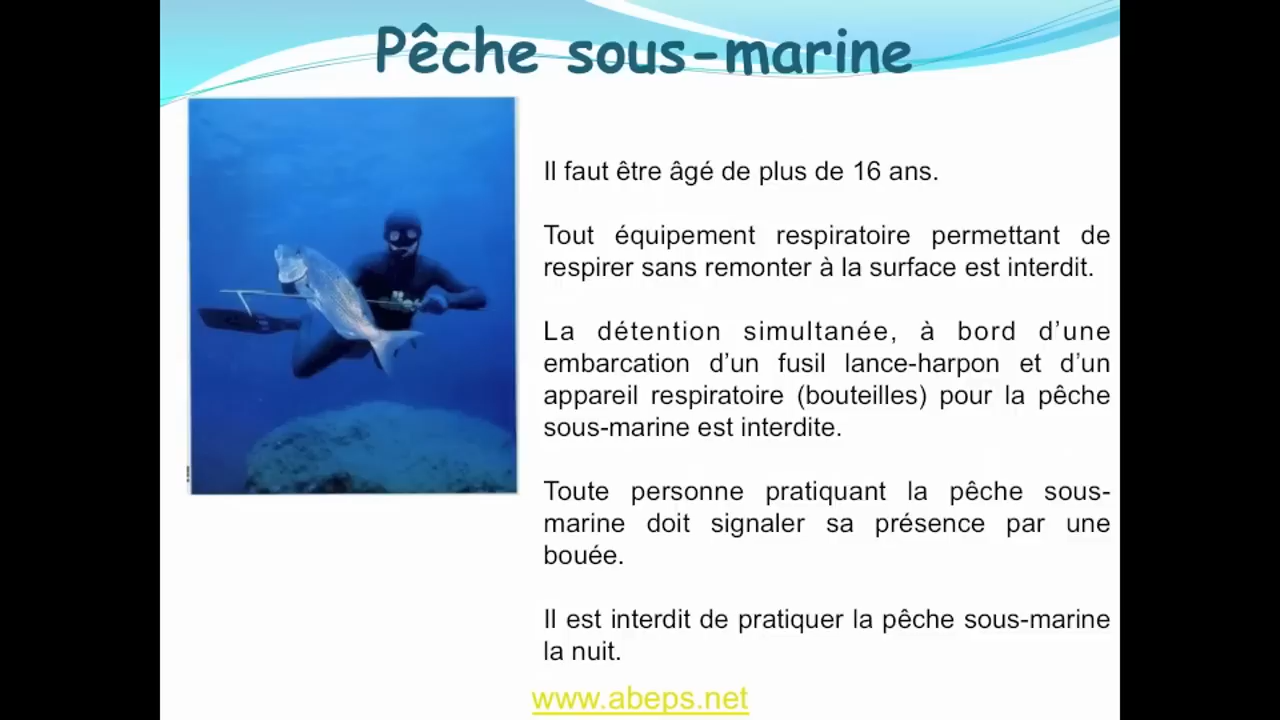 Pêche sous-marine
Il faut être âgé de plus de 16 ans.
Tout équipement respiratoire permettant de
respirer sans remonter à la surface est interdit.
La détention simultanée, à bord d’une
embarcation d’un fusil lance-harpon et d’un
appareil respiratoire (bouteilles) pour la pêche
sous-marine est interdite.
Toute personne pratiquant la pêche sous-
marine doit signaler sa présence par une
bouée.
Il est interdit de pratiquer la pêche sous-marine
la nuit.
www.abeps.net